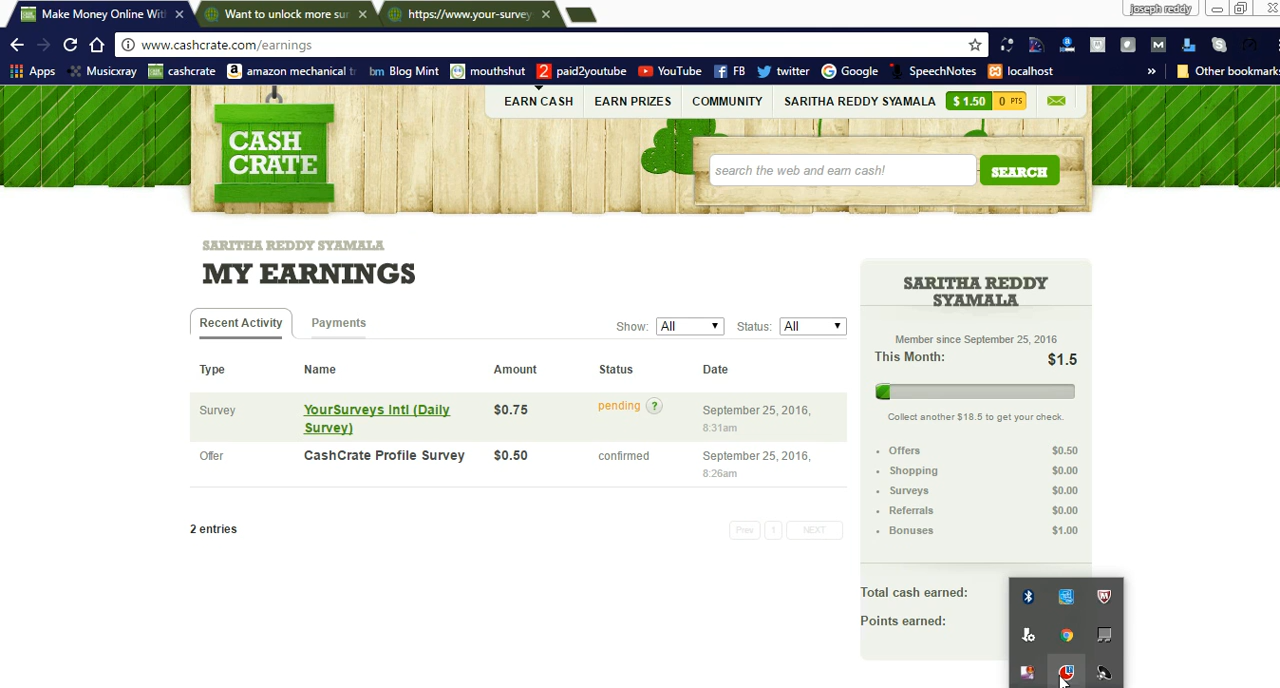 joseph reddy
Make Money Online With
Want to unlock more sur
https://www.your-survey
www.cashcrate.com/earnings
Apps Musicxray cashcrate amazon mechanical t Blog Mint mouthshut paid2youtube YouTube FB twitter Google SpeechNotes localhost » Other bookmarks
EARN CASH EARN PRIZES COMMUNITY SARITHA REDDY SYAMALA $ 1.50 0 PTS
CASH
CRATE
search the web and earn cash!
SEARCH
SARITHA REDDY SYAMALA
MY EARNINGS
Recent Activity Payments Show: All Status: All
Type Name Amount Status Date
Survey YourSurveys Intl (Daily $0.75 pending ? September 25, 2016,
Survey) 8:31am
Offer CashCrate Profile Survey $0.50 confirmed September 25, 2016,
8:26am
2 entries Prev 1 NEXT
SARITHA REDDY
SYAMALA
Member since September 25, 2016
This Month: $1.5
Collect another $18.5 to get your check.
Offers $0.50
Shopping $0.00
Surveys $0.00
Referrals $0.00
Bonuses $1.00
Total cash earned:
Points earned: